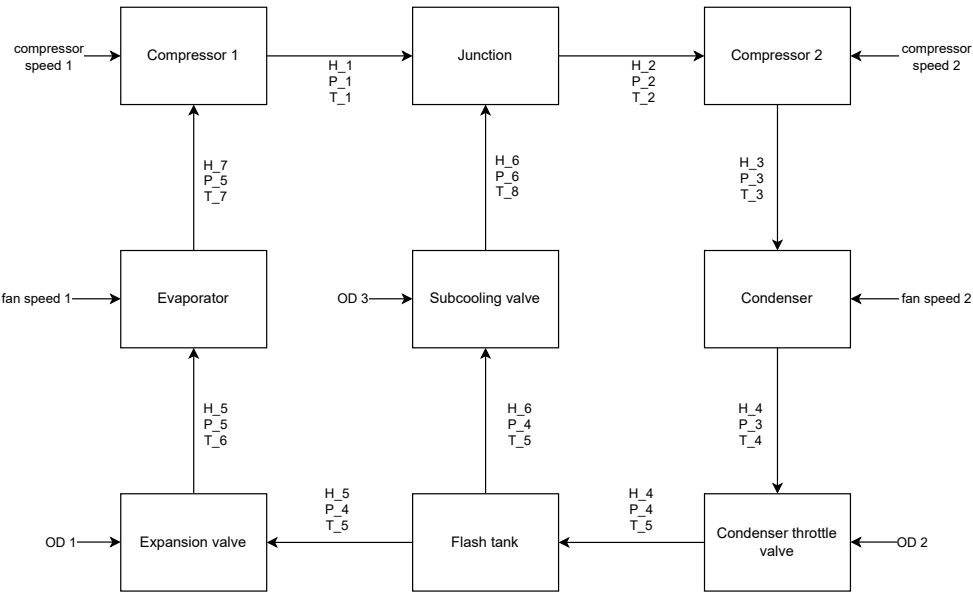 compressor
speed 1
Compressor 1
H_1
P_1
T_1
Junction
H_2
P_2
T_2
Compressor 2
compressor
speed 2
H_7
P_5
T_7
H_6
P_6
T_8
H_3
P_3
T_3
fan speed 1
Evaporator
OD 3
Subcooling valve
Condenser
fan speed 2
H_5
P_5
T_6
H_6
P_4
T_5
H_4
P_3
T_4
OD 1
Expansion valve
H_5
P_4
T_5
Flash tank
H_4
P_4
T_5
Condenser throttle
valve
OD 2